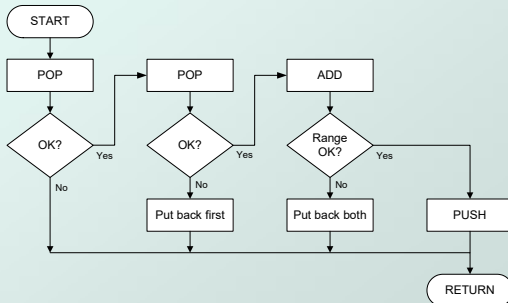 START
POP
POP
ADD
OK?
Yes
OK?
Yes
Range
OK?
Yes
No
No
No
Put back first
Put back both
PUSH
RETURN